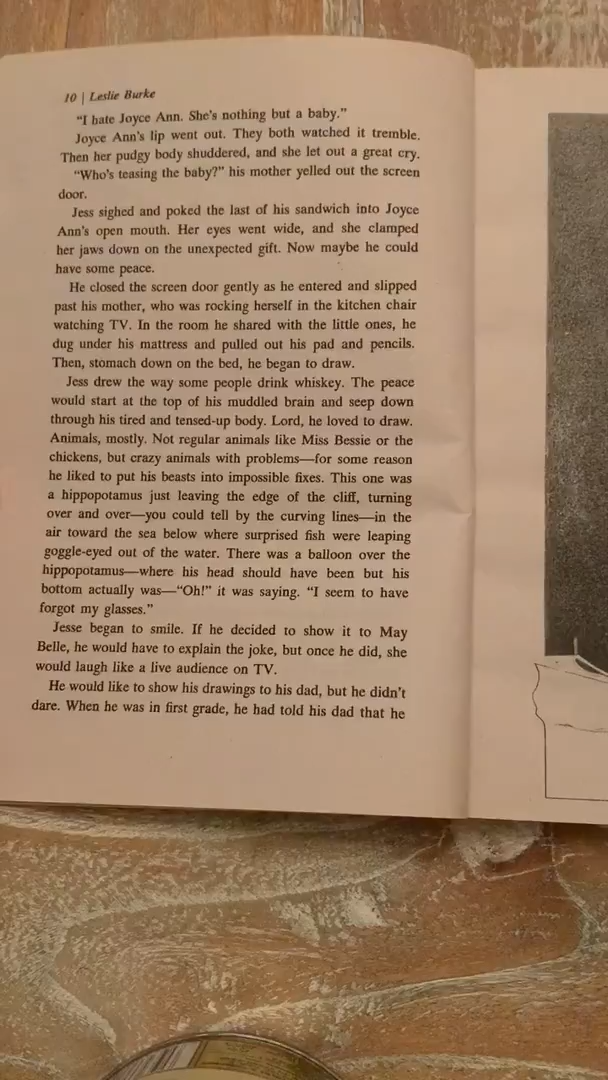 10 | Leslie Burke
"I hate Joyce Ann. She's nothing but a baby."
Joyce Ann's lip went out. They both watched it tremble.
Then her pudgy body shuddered, and she let out a great cry.
"Who's teasing the baby?" his mother yelled out the screen
door.
Jess sighed and poked the last of his sandwich into Joyce
Ann's open mouth. Her eyes went wide, and she clamped
her jaws down on the unexpected gift. Now maybe he could
have some peace.
He closed the screen door gently as he entered and slipped
past his mother, who was rocking herself in the kitchen chair
watching TV. In the room he shared with the little ones, he
dug under his mattress and pulled out his pad and pencils.
Then, stomach down on the bed, he began to draw.
Jess drew the way some people drink whiskey. The peace
would start at the top of his muddled brain and seep down
through his tired and tensed-up body. Lord, he loved to draw.
Animals, mostly. Not regular animals like Miss Bessie or the
chickens, but crazy animals with problems—for some reason
he liked to put his beasts into impossible fixes. This one was
a hippopotamus just leaving the edge of the cliff, turning
over and over—you could tell by the curving lines—in the
air toward the sea below where surprised fish were leaping
goggle-eyed out of the water. There was a balloon over the
hippopotamus—where his head should have been but his
bottom actually was—"Oh!" it was saying. "I seem to have
forgot my glasses."
Jesse began to smile. If he decided to show it to May
Belle, he would have to explain the joke, but once he did, she
would laugh like a live audience on TV.
He would like to show his drawings to his dad, but he didn't
dare. When he was in first grade, he had told his dad that he